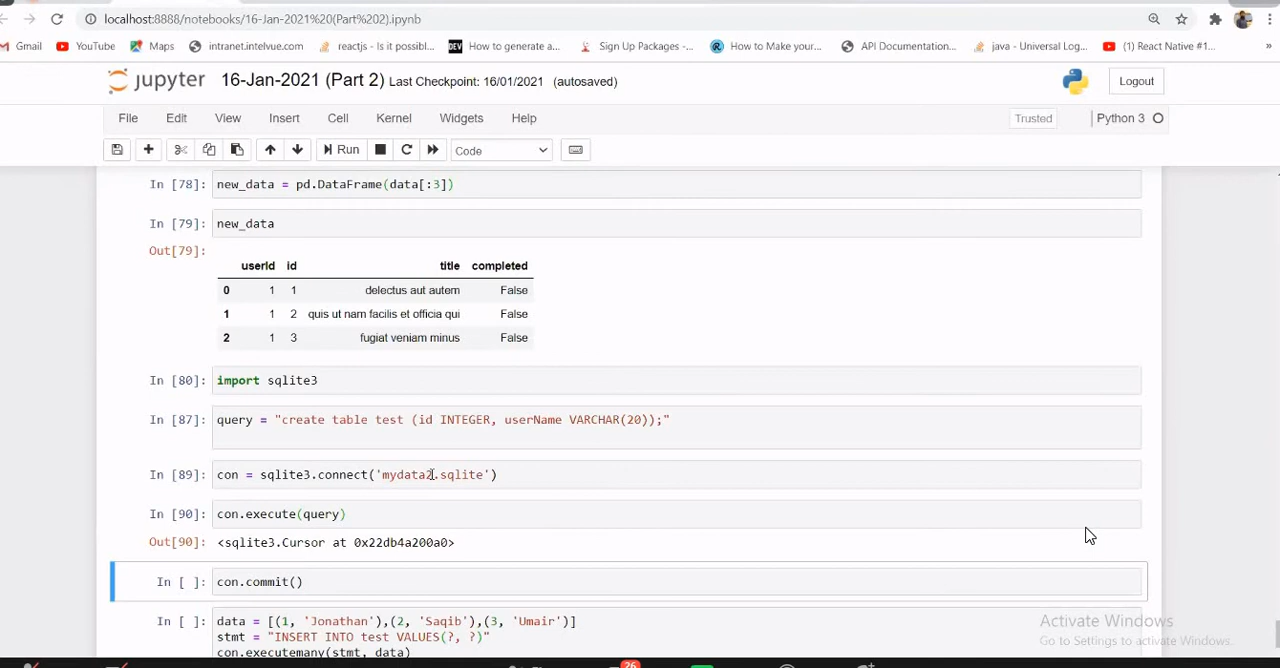 localhost:8888/notebooks/16-Jan-2021%20(Part%202).ipynb
Gmail YouTube Maps intranet.intelvue.com reactjs - Is it possibl... DEV How to generate a... Sign Up Packages -... How to Make your... API Documentation... java - Universal Log... (1) React Native #1... »
jupyter 16-Jan-2021 (Part 2) Last Checkpoint: 16/01/2021 (autosaved) Logout
File Edit View Insert Cell Kernel Widgets Help Trusted Python 3
Run Code
In [78]: new_data = pd.DataFrame(data[:3])
In [79]: new_data
Out[79]:
userId id title completed
0 1 1 delectus aut autem False
1 1 2 quis ut nam facilis et officia qui False
2 1 3 fugiat veniam minus False
In [80]: import sqlite3
In [87]: query = "create table test (id INTEGER, userName VARCHAR(20));"
In [89]: con = sqlite3.connect('mydata2.sqlite')
In [90]: con.execute(query)
Out[90]: <sqlite3.Cursor at 0x22db4a200a0>
In [ ]: con.commit()
In [ ]: data = [(1, 'Jonathan'),(2, 'Saqib'),(3, 'Umair')]
stmt = "INSERT INTO test VALUES(?, ?)"
con.executemany(stmt, data)
Activate Windows
Go to Settings to activate Windows.
26